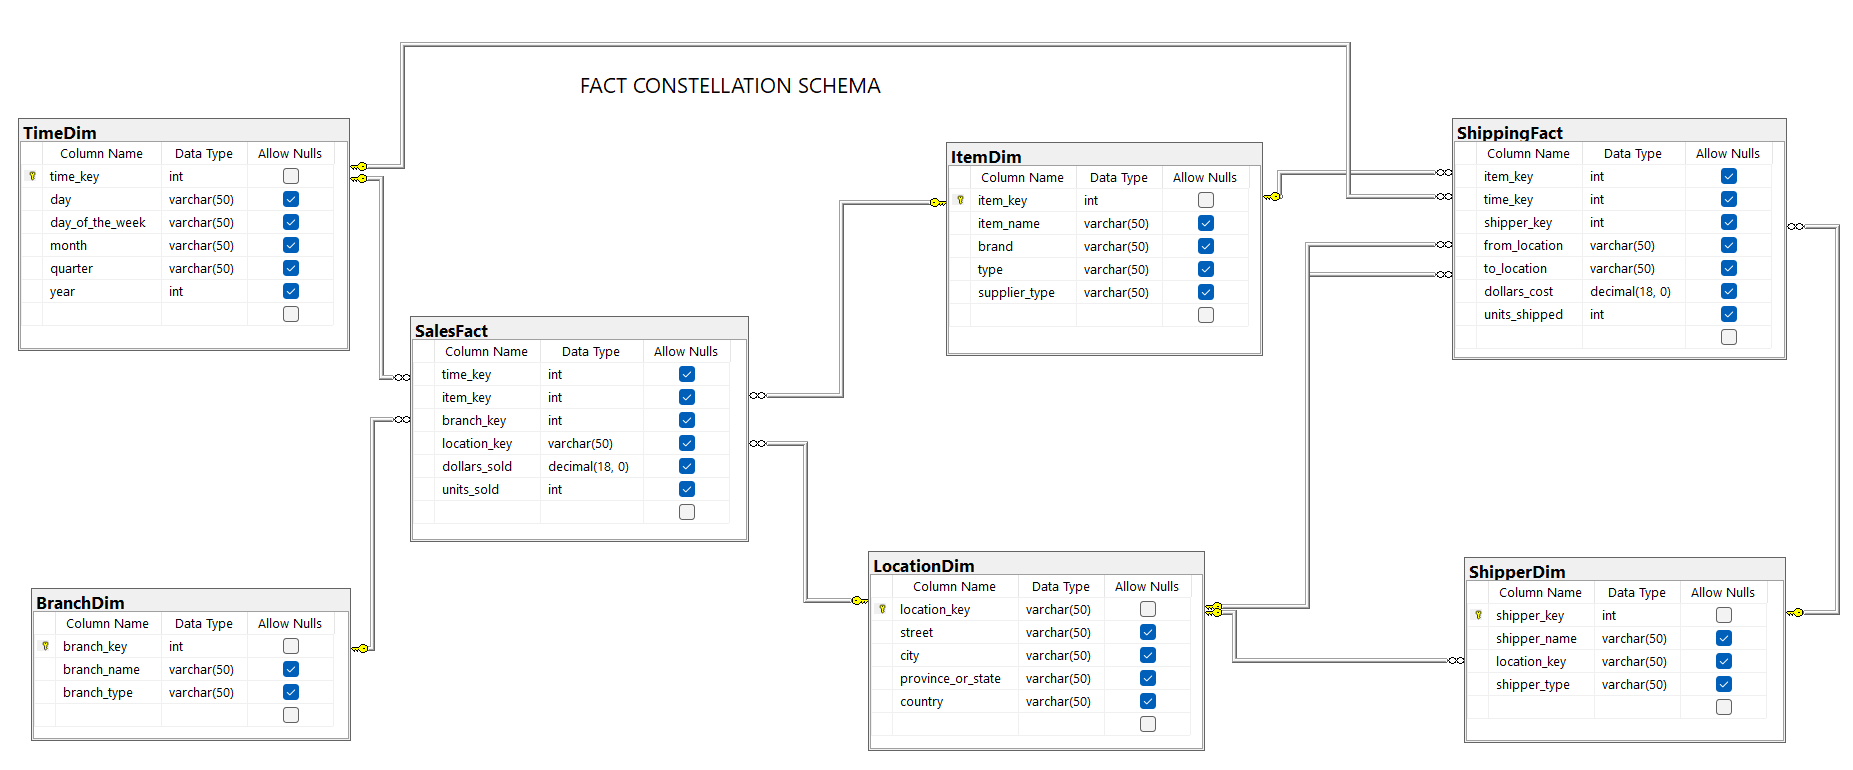 FACT CONSTELLATION SCHEMA
TimeDim
Column Name Data Type Allow Nulls
time_key int
day varchar(50)
day_of_the_week varchar(50)
month varchar(50)
quarter varchar(50)
year int
ItemDim
Column Name Data Type Allow Nulls
item_key int
item_name varchar(50)
brand varchar(50)
type varchar(50)
supplier_type varchar(50)
ShippingFact
Column Name Data Type Allow Nulls
item_key int
time_key int
shipper_key int
from_location varchar(50)
to_location varchar(50)
dollars_cost decimal(18, 0)
units_shipped int
SalesFact
Column Name Data Type Allow Nulls
time_key int
item_key int
branch_key int
location_key varchar(50)
dollars_sold decimal(18, 0)
units_sold int
BranchDim
Column Name Data Type Allow Nulls
branch_key int
branch_name varchar(50)
branch_type varchar(50)
LocationDim
Column Name Data Type Allow Nulls
location_key varchar(50)
street varchar(50)
city varchar(50)
province_or_state varchar(50)
country varchar(50)
ShipperDim
Column Name Data Type Allow Nulls
shipper_key int
shipper_name varchar(50)
location_key varchar(50)
shipper_type varchar(50)